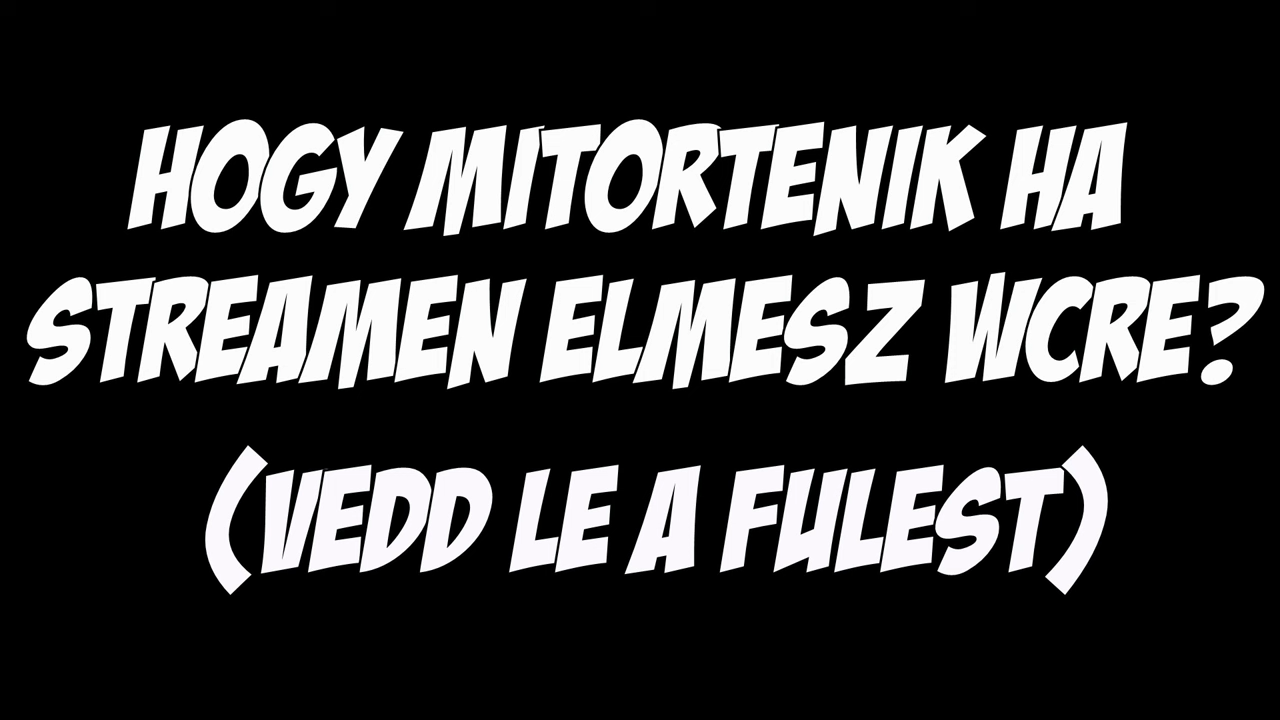 HOGY MITORTENIK HA
STREAMEN ELMESZ WCRE?
(VEDD LE A FULEST)